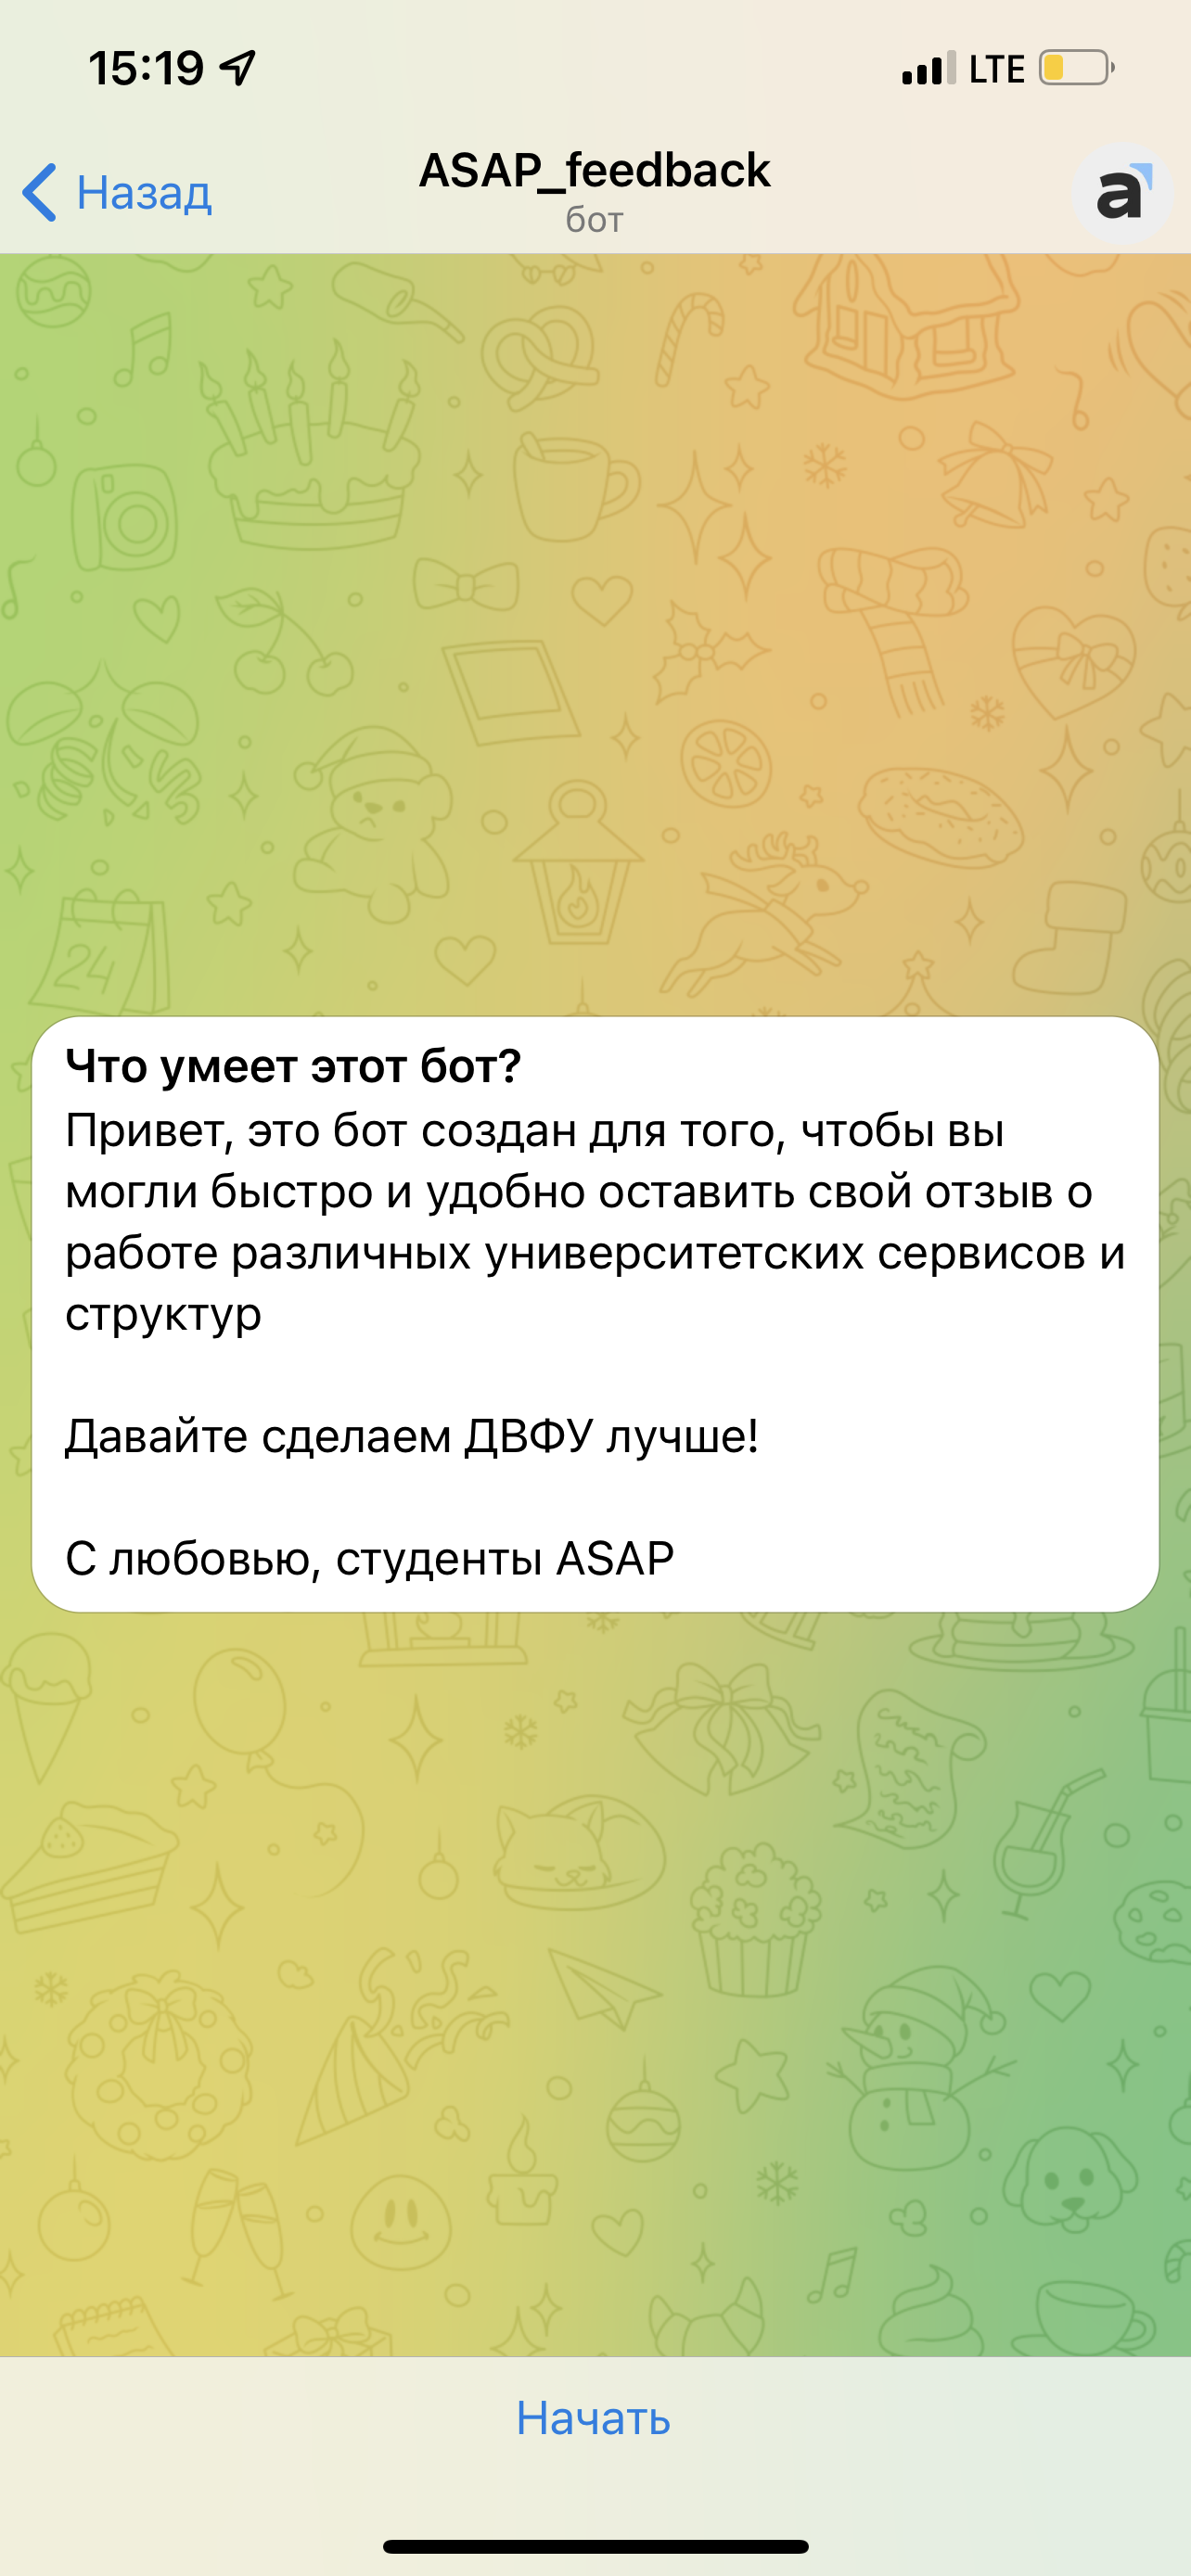 15:19
LTE
Назад
ASAP_feedback
бот
a
24
Что умеет этот бот?
Привет, это бот создан для того, чтобы вы
могли быстро и удобно оставить свой отзыв о
работе различных университетских сервисов и
структур
Давайте сделаем ДВФУ лучше!
С любовью, студенты ASAP
Начать